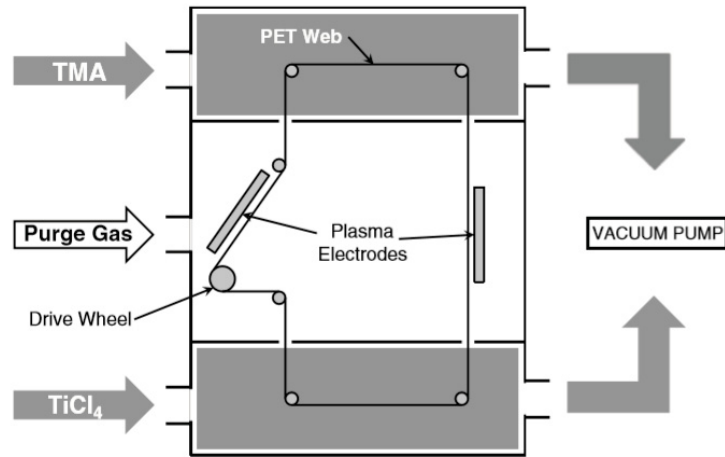 PET Web
TMA
Purge Gas
Plasma
Electrodes
VACUUM PUMP
Drive Wheel
TiCl₄